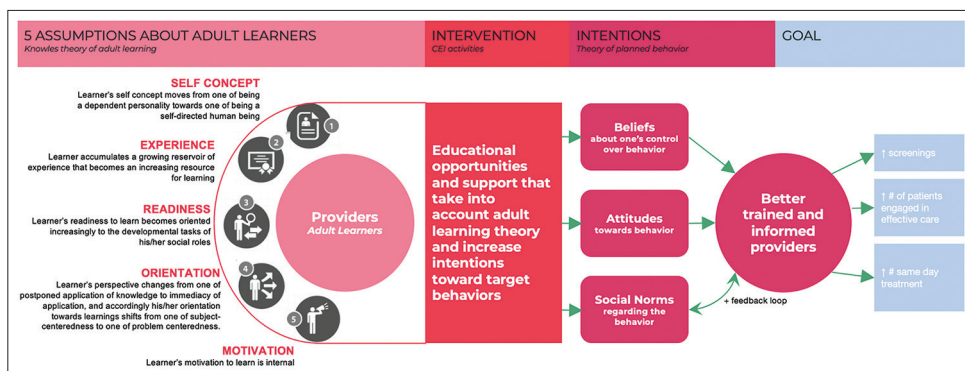 5 ASSUMPTIONS ABOUT ADULT LEARNERS
Knowles theory of adult learning
INTERVENTION
CEI activities
INTENTIONS
Theory of planned behavior
GOAL
SELF CONCEPT
Learner's self concept moves from one of being
a dependent personality towards one of being a
self-directed human being
1
EXPERIENCE
Learner accumulates a growing reservoir of
experience that becomes an increasing resource
for learning
2
READINESS
Learner's readiness to learn becomes oriented
increasingly to the developmental tasks of
his/her social roles
3
ORIENTATION
Learner's perspective changes from one of
postponed application of knowledge to immediacy of
application, and accordingly his/her orientation
towards learnings shifts from one of subject-
centeredness to one of problem centeredness.
4
MOTIVATION
Learner's motivation to learn is internal
5
Providers
Adult Learners
Educational
opportunities
and support that
take into
account adult
learning theory
and increase
intentions
toward target
behaviors
Beliefs
about one's control
over behavior
Attitudes
towards behavior
Social Norms
regarding the
behavior
+ feedback loop
Better
trained and
informed
providers
↑ screenings
↑ # of patients
engaged in
effective care
↑ # same day
treatment